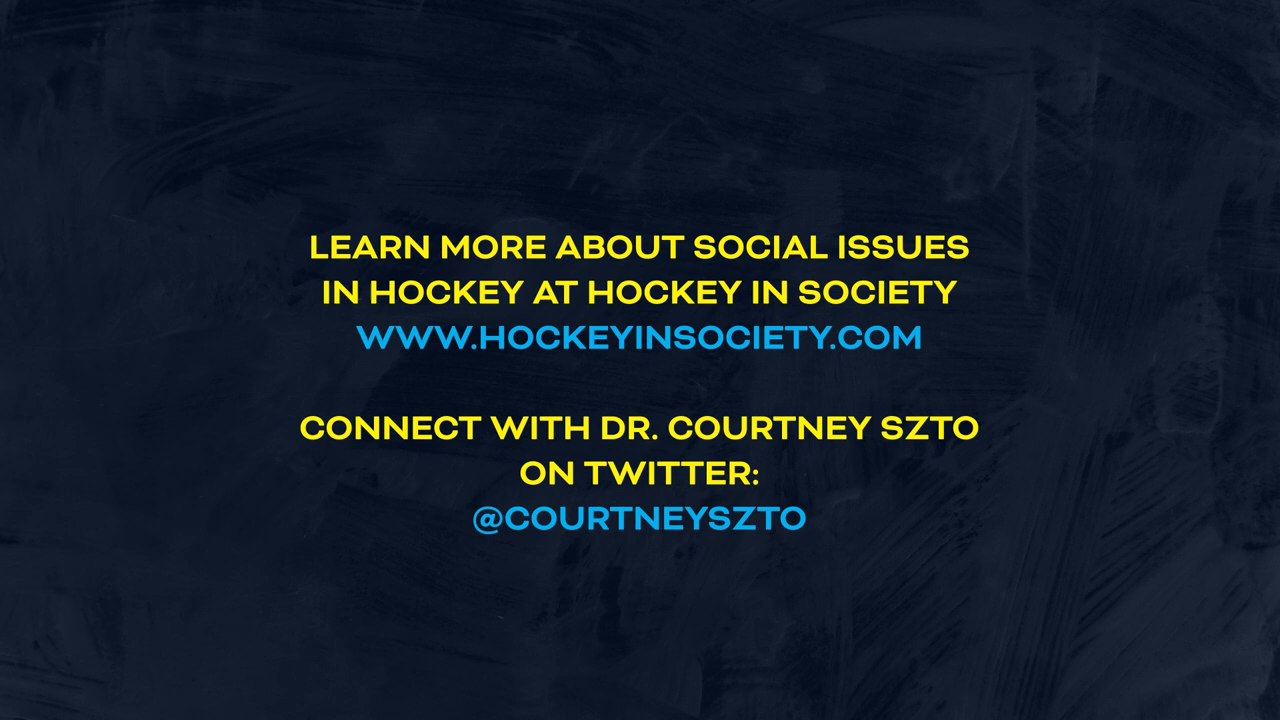 LEARN MORE ABOUT SOCIAL ISSUES
IN HOCKEY AT HOCKEY IN SOCIETY
WWW.HOCKEYINSOCIETY.COM
CONNECT WITH DR. COURTNEY SZTO
ON TWITTER:
@COURTNEYSZTO